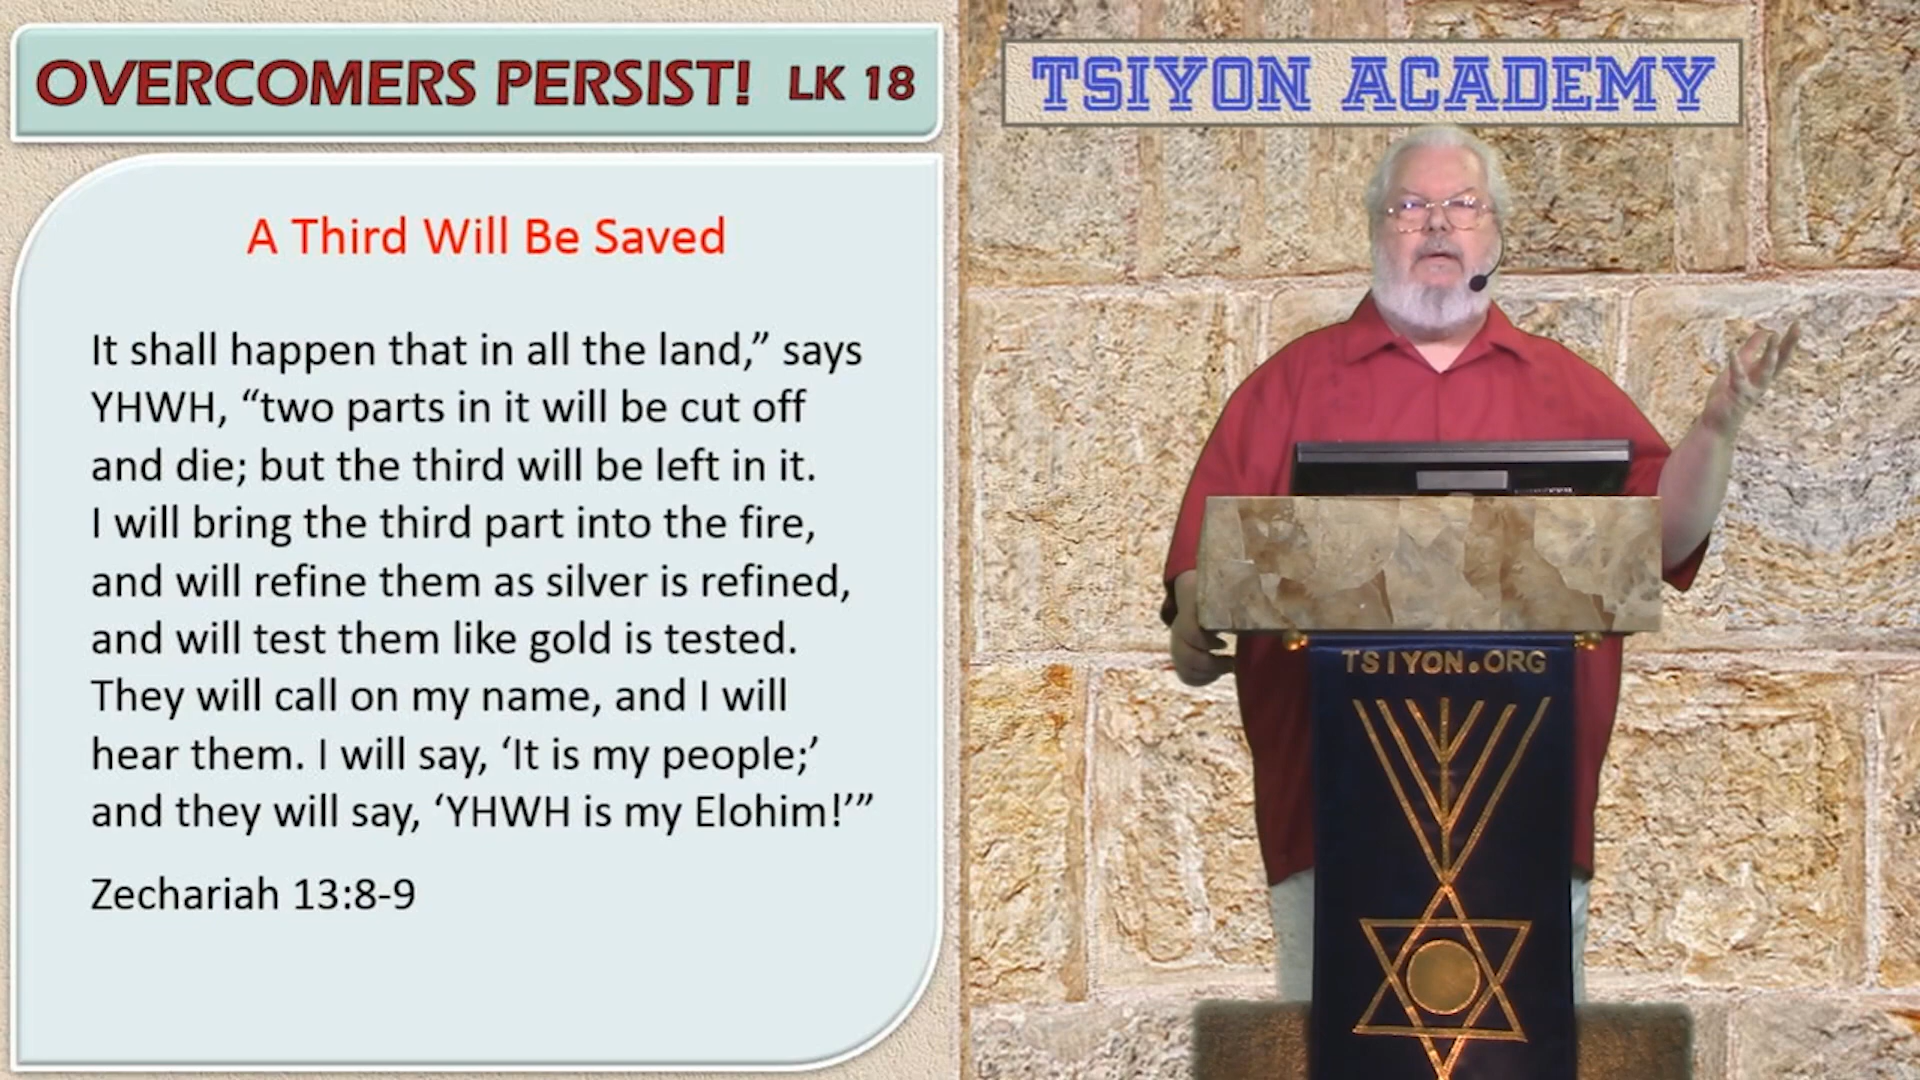 OVERCOMERS PERSIST! LK 18
TSIYON ACADEMY
A Third Will Be Saved
It shall happen that in all the land,” says
YHWH, “two parts in it will be cut off
and die; but the third will be left in it.
I will bring the third part into the fire,
and will refine them as silver is refined,
and will test them like gold is tested.
They will call on my name, and I will
hear them. I will say, ‘It is my people;’
and they will say, ‘YHWH is my Elohim!’”
Zechariah 13:8-9
TSIYON.ORG